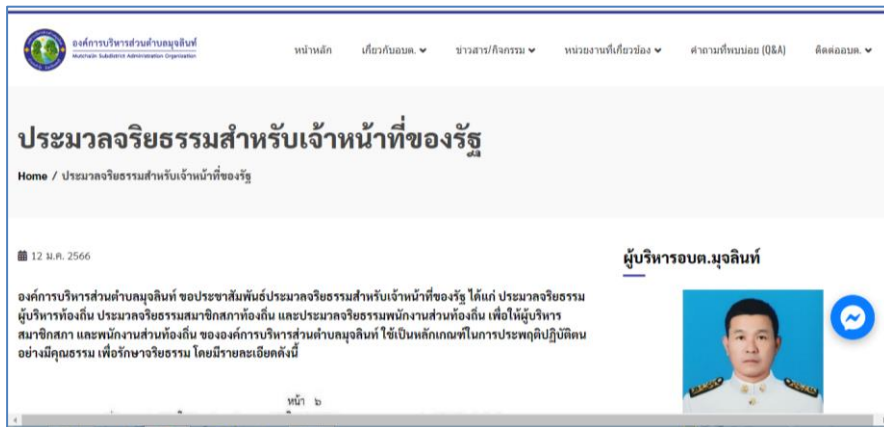 องค์การบริหารส่วนตำบลมุจลินท์
Munchalin Subdistrict Administration Organization
หน้าหลัก เกี่ยวกับอบต. ข่าวสาร/กิจกรรม หน่วยงานที่เกี่ยวข้อง คำถามที่พบบ่อย (Q&A) ติดต่ออบต.
ประมวลจริยธรรมสำหรับเจ้าหน้าที่ของรัฐ
Home / ประมวลจริยธรรมสำหรับเจ้าหน้าที่ของรัฐ
12 ม.ค. 2566
ผู้บริหารอบต.มุจลินท์
องค์การบริหารส่วนตำบลมุจลินท์ ขอประชาสัมพันธ์ประมวลจริยธรรมสำหรับเจ้าหน้าที่ของรัฐ ได้แก่ ประมวลจริยธรรม
ผู้บริหารท้องถิ่น ประมวลจริยธรรมสมาชิกสภาท้องถิ่น และประมวลจริยธรรมพนักงานส่วนท้องถิ่น เพื่อให้ผู้บริหาร
สมาชิกสภา และพนักงานส่วนท้องถิ่น ขององค์การบริหารส่วนตำบลมุจลินท์ ใช้เป็นหลักเกณฑ์ในการประพฤติปฏิบัติตน
อย่างมีคุณธรรม เพื่อรักษาจริยธรรม โดยมีรายละเอียดดังนี้
หน้า ๖